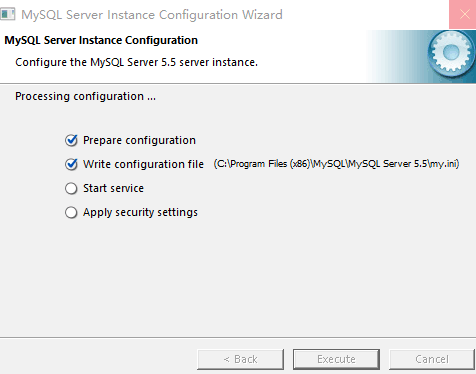 MySQL Server Instance Configuration Wizard
MySQL Server Instance Configuration
Configure the MySQL Server 5.5 server instance.
Processing configuration ...
Prepare configuration
Write configuration file (C:\Program Files (x86)\MySQL\MySQL Server 5.5\my.ini)
Start service
Apply security settings
< Back Execute Cancel